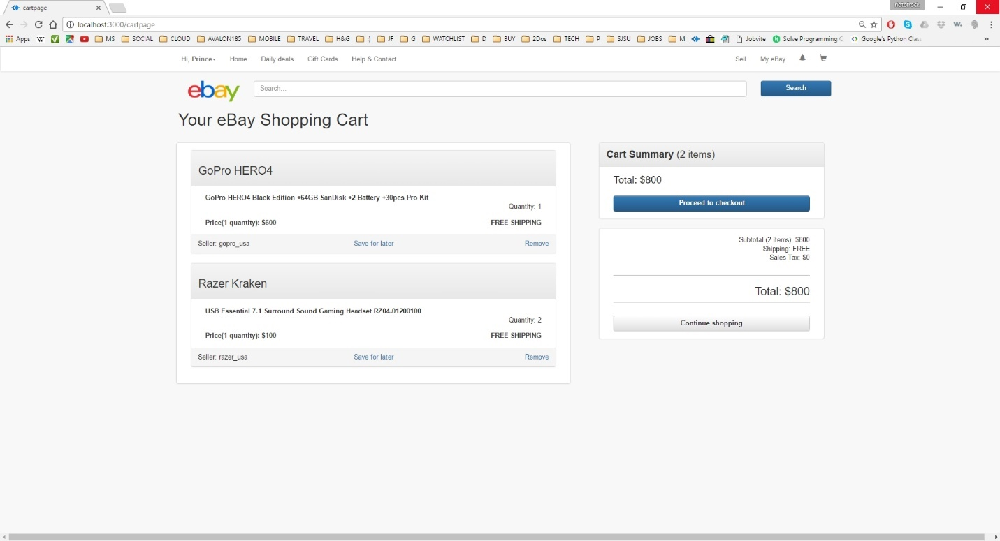 cartpage
notafrock
localhost:3000/cartpage
Apps W MS SOCIAL CLOUD AVALON185 MOBILE TRAVEL H&G :) JF G WATCHLIST D BUY 2Dos TECH P SJSU JOBS M Jobvite Solve Programming Google's Python Clas »
Hi, Prince Home Daily deals Gift Cards Help & Contact Sell My eBay
ebay Search... Search
Your eBay Shopping Cart
GoPro HERO4
GoPro HERO4 Black Edition +64GB SanDisk +2 Battery +30pcs Pro Kit
Quantity: 1
Price(1 quantity): $600 FREE SHIPPING
Seller: gopro_usa Save for later Remove
Razer Kraken
USB Essential 7.1 Surround Sound Gaming Headset RZ04-01200100
Quantity: 2
Price(1 quantity): $100 FREE SHIPPING
Seller: razer_usa Save for later Remove
Cart Summary (2 items)
Total: $800
Proceed to checkout
Subtotal (2 items): $800
Shipping: FREE
Sales Tax: $0
Total: $800
Continue shopping